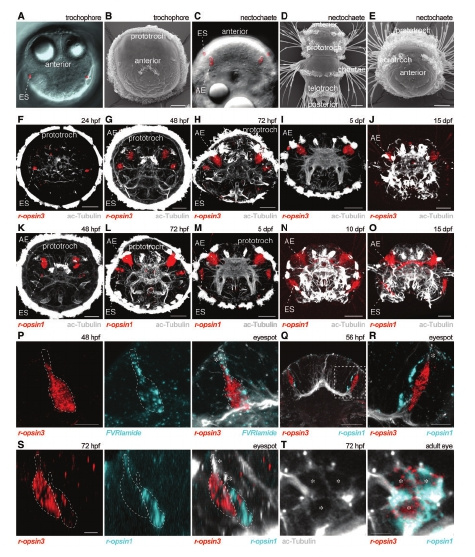 A trochophore B trochophore C nectochaete D nectochaete E nectochaete
prototroch
anterior
ES
anterior
ES
anterior
AE
prototroch
telotroch
posterior
prototroch
anterior
F 24 hpf G 48 hpf H 72 hpf I 5 dpf J 15 dpf
prototroch
AE prototroch
AE prototroch
AE
AE
ES
ES
ES
ES
r-opsin3 ac-Tubulin r-opsin3 ac-Tubulin r-opsin3 ac-Tubulin r-opsin3 ac-Tubulin r-opsin3 ac-Tubulin
K 48 hpf L 72 hpf M 5 dpf N 10 dpf O 15 dpf
AE prototroch
AE prototroch
prototroch
AE
AE
AE
ES
ES
ES
ES
ES
r-opsin1 ac-Tubulin r-opsin1 ac-Tubulin r-opsin1 ac-Tubulin r-opsin1 ac-Tubulin r-opsin1 ac-Tubulin
P 48 hpf eyespot Q 56 hpf R eyespot
r-opsin3 FVRIamide r-opsin3 FVRIamide r-opsin3 r-opsin1 r-opsin3 r-opsin1
S 72 hpf eyespot T 72 hpf adult eye
r-opsin3 r-opsin1 r-opsin3 r-opsin1 ac-Tubulin r-opsin3 r-opsin1